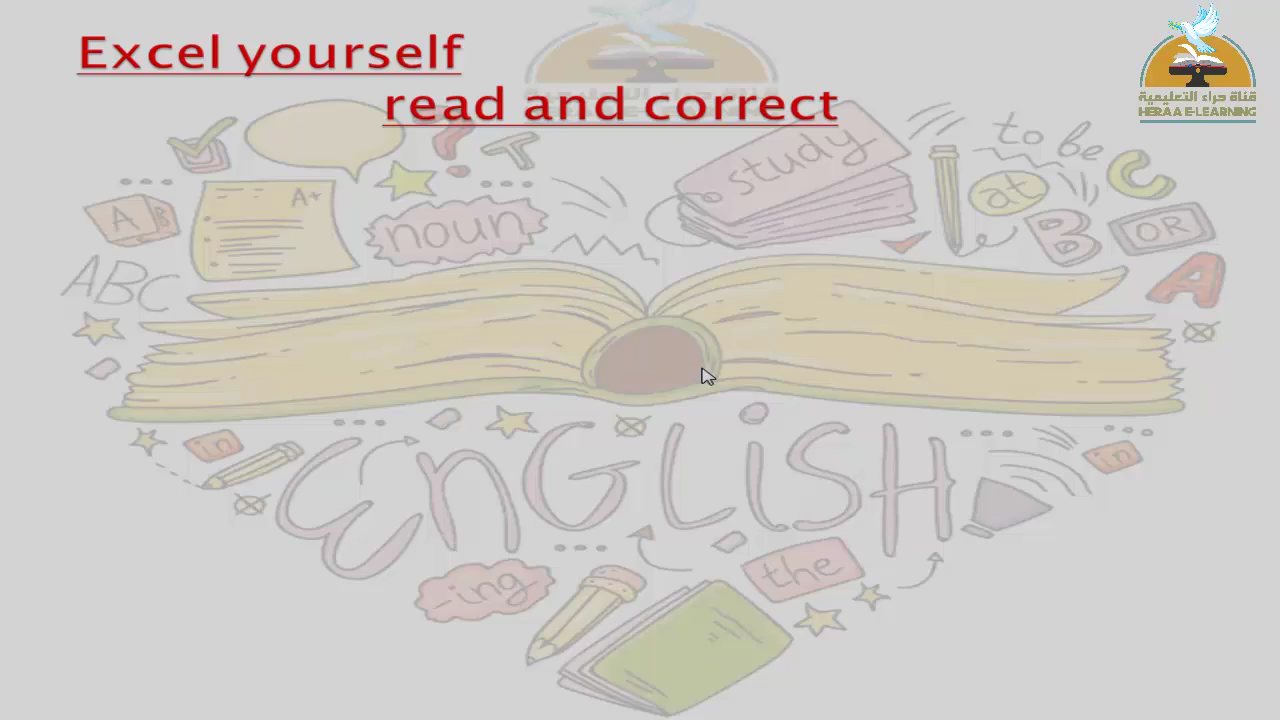 Excel yourself
read and correct
قناة حراء التعليمية
HERAA E-LEARNING
T
study
to be
C
A+
at
A B
noun
B
OR
ABC
A
in
ENGLISH
in
-ing
the